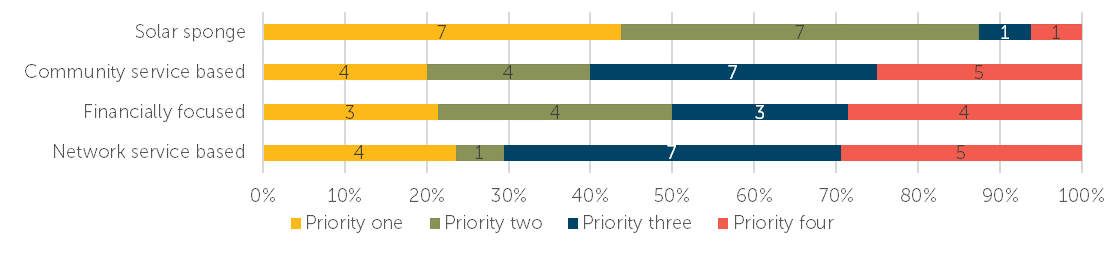 Solar sponge 7 7 1 1
Community service based 4 4 7 5
Financially focused 3 4 3 4
Network service based 4 1 7 5
0% 10% 20% 30% 40% 50% 60% 70% 80% 90% 100%
Priority one Priority two Priority three Priority four